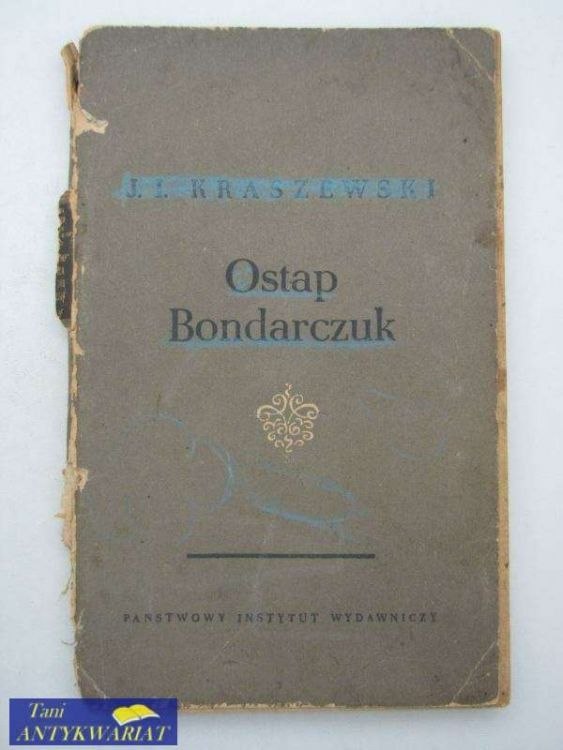 J. I. KRASZEWSKI
Ostap
Bondarczuk
PAŃSTWOWY INSTYTUT WYDAWNICZY
Tani
ANTYKWARIAT